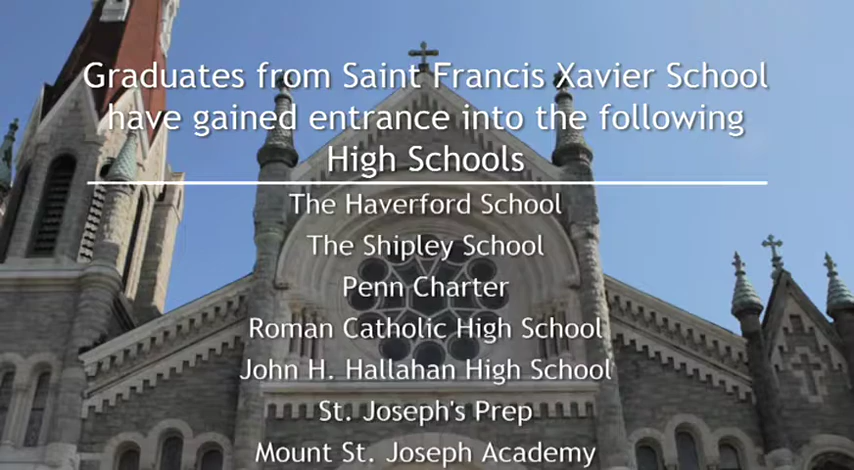 Graduates from Saint Francis Xavier School
have gained entrance into the following
High Schools
The Haverford School
The Shipley School
Penn Charter
Roman Catholic High School
John H. Hallahan High School
St. Joseph's Prep
Mount St. Joseph Academy